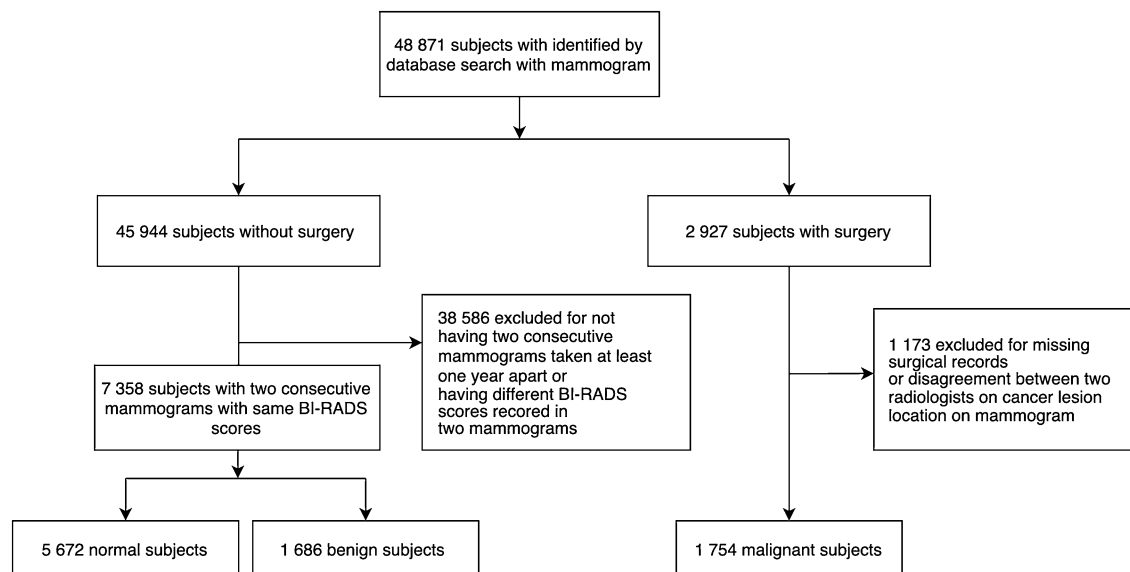 48 871 subjects with identified by
database search with mammogram
45 944 subjects without surgery
2 927 subjects with surgery
38 586 excluded for not
having two consecutive
mammograms taken at least
one year apart or
having different BI-RADS
scores recored in
two mammograms
1 173 excluded for missing
surgical records
or disagreement between two
radiologists on cancer lesion
location on mammogram
7 358 subjects with two consecutive
mammograms with same BI-RADS
scores
5 672 normal subjects
1 686 benign subjects
1 754 malignant subjects